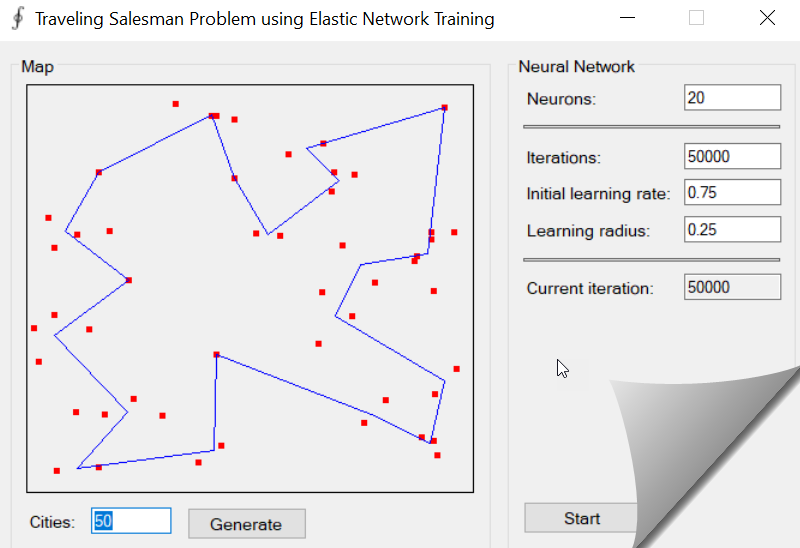 Traveling Salesman Problem using Elastic Network Training
Map
Cities: 50
Generate
Neural Network
Neurons: 20
Iterations: 50000
Initial learning rate: 0.75
Learning radius: 0.25
Current iteration: 50000
Start